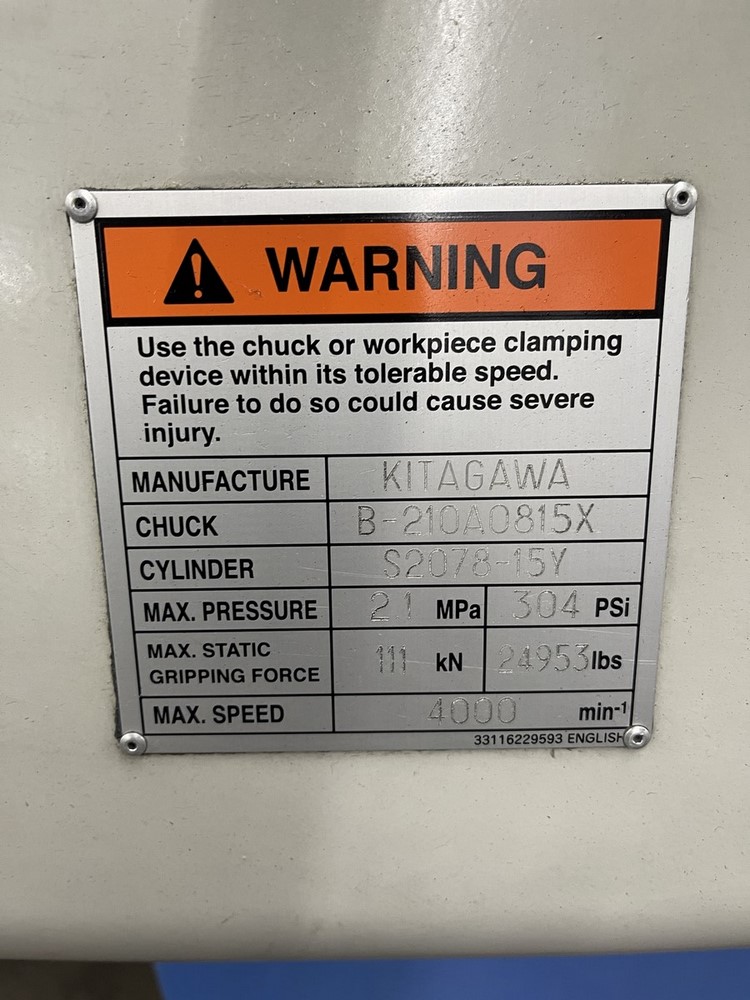 WARNING
Use the chuck or workpiece clamping
device within its tolerable speed.
Failure to do so could cause severe
injury.
MANUFACTURE KITAGAWA
CHUCK B-210A0815X
CYLINDER S2078-15Y
MAX. PRESSURE 2.1 MPa 304 PSi
MAX. STATIC
GRIPPING FORCE 111 kN 24953 lbs
MAX. SPEED 4000 min-1
33116229593 ENGLISH